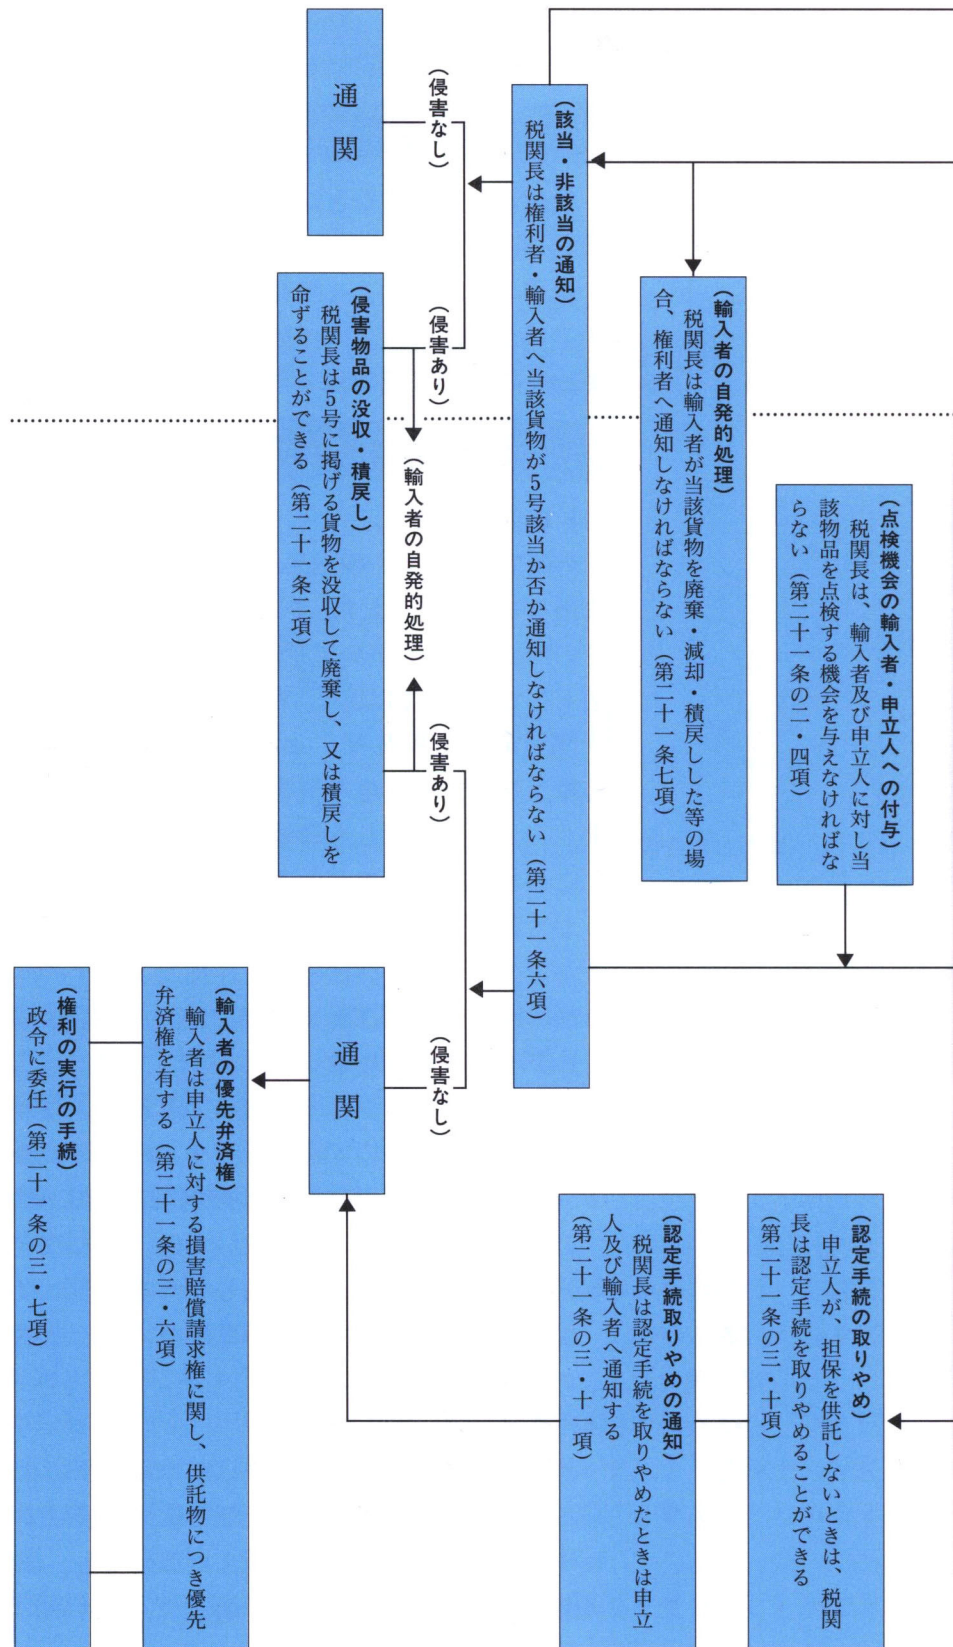 (認定手続の取りやめ)
申立人が、担保を供託しないときは、税関
長は認定手続を取りやめることができる
(第二十一条の三・十項)
(点検機会の輸入者・申立人への付与)
税関長は、輸入者及び申立人に対し当
該物品を点検する機会を与えなければな
らない(第二十一条の二・四項)
(輸入者の自発的処理)
税関長は輸入者が当該貨物を廃棄・減却・積戻しした等の場
合、権利者へ通知しなければならない(第二十一条七項)
(認定手続取りやめの通知)
税関長は認定手続を取りやめたときは申立
人及び輸入者へ通知する
(第二十一条の三・十一項)
(該当・非該当の通知)
税関長は権利者・輸入者へ当該貨物が5号該当か否か通知しなければならない(第二十一条六項)
(侵害なし)
(侵害あり)
(輸入者の自発的処理)
(侵害あり)
(侵害なし)
通関
(侵害物品の没収・積戻し)
税関長は5号に掲げる貨物を没収して廃棄し、又は積戻しを
命ずることができる(第二十一条二項)
通関
(輸入者の優先弁済権)
輸入者は申立人に対する損害賠償請求権に関し、供託物につき優先
弁済権を有する(第二十一条の三・六項)
(権利の実行の手続)
政令に委任(第二十一条の三・七項)